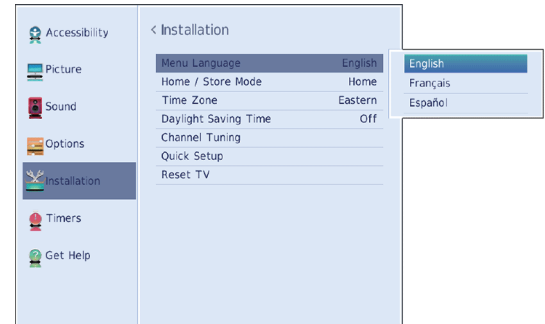 Accessibility
Picture
Sound
Options
Installation
Timers
Get Help
< Installation
Menu Language English
Home / Store Mode Home
Time Zone Eastern
Daylight Saving Time Off
Channel Tuning
Quick Setup
Reset TV
English
Français
Español